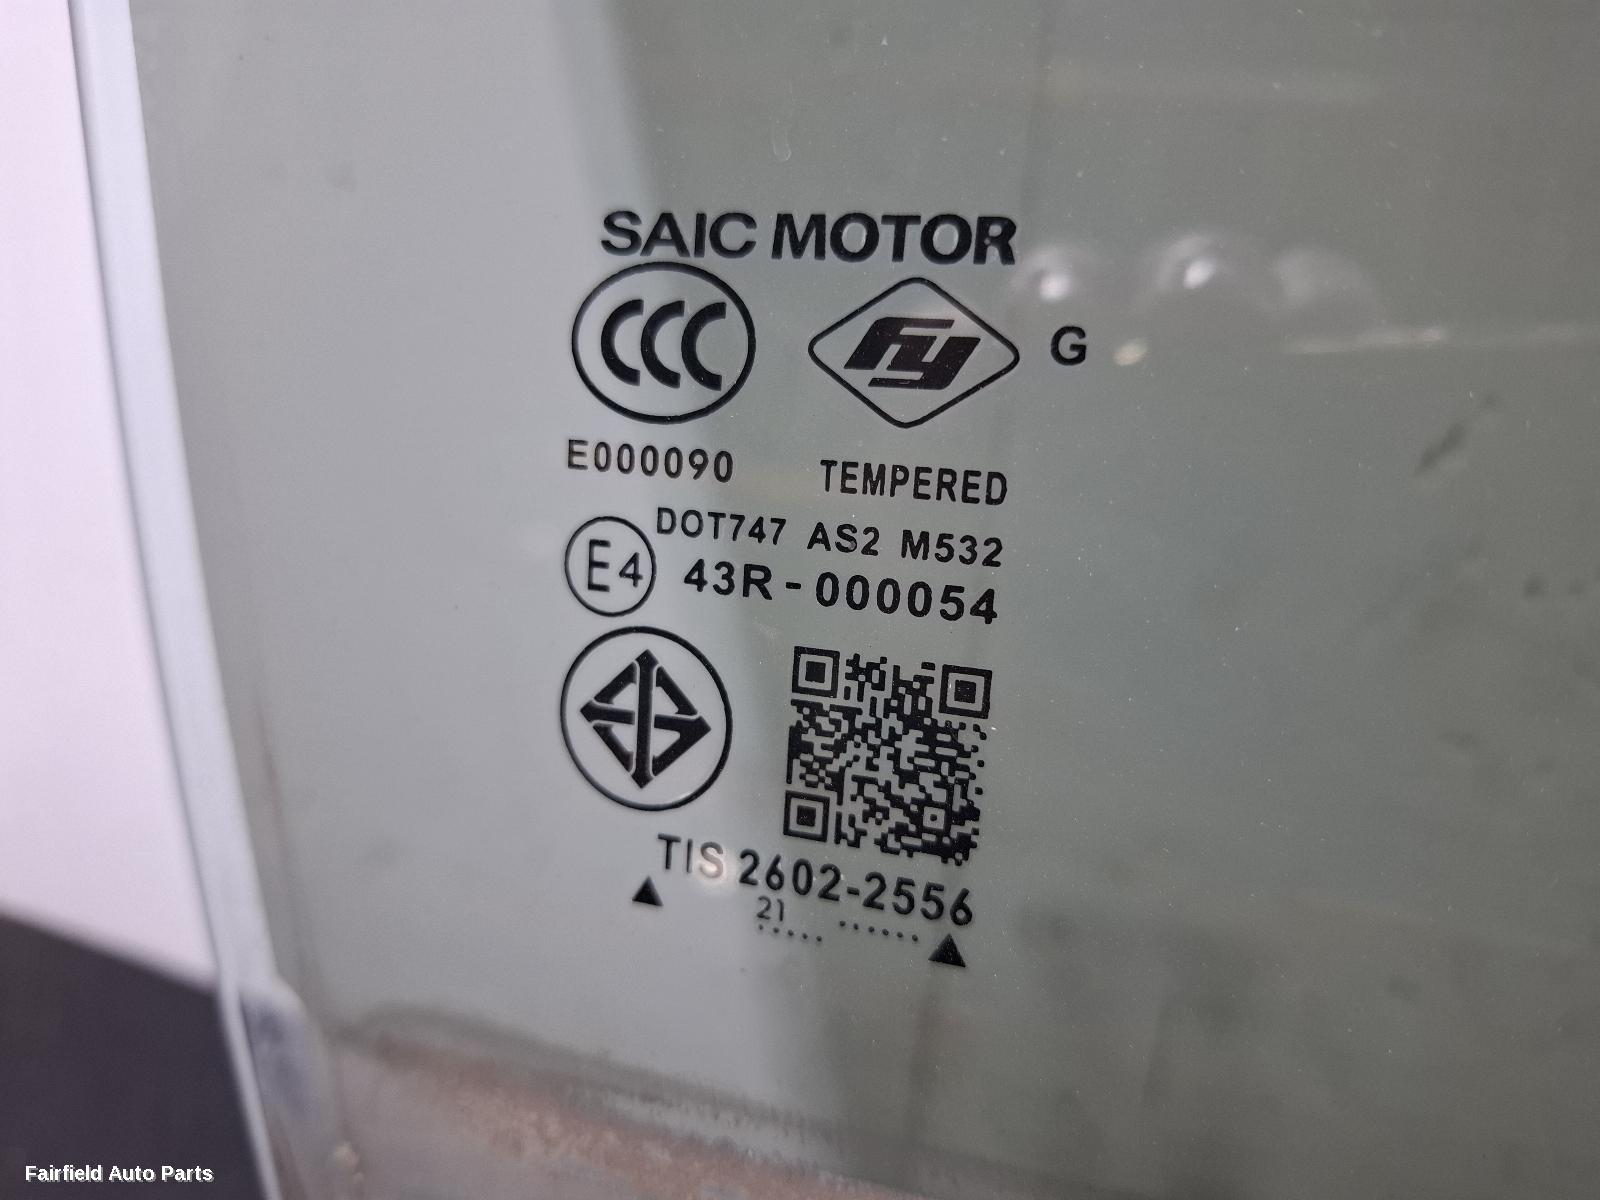 SAIC MOTOR
CCC
fy
G
E000090
TEMPERED
DOT747 AS2 M532
E4
43R-000054
TIS 2602-2556
21
..... ......
Fairfield Auto Parts